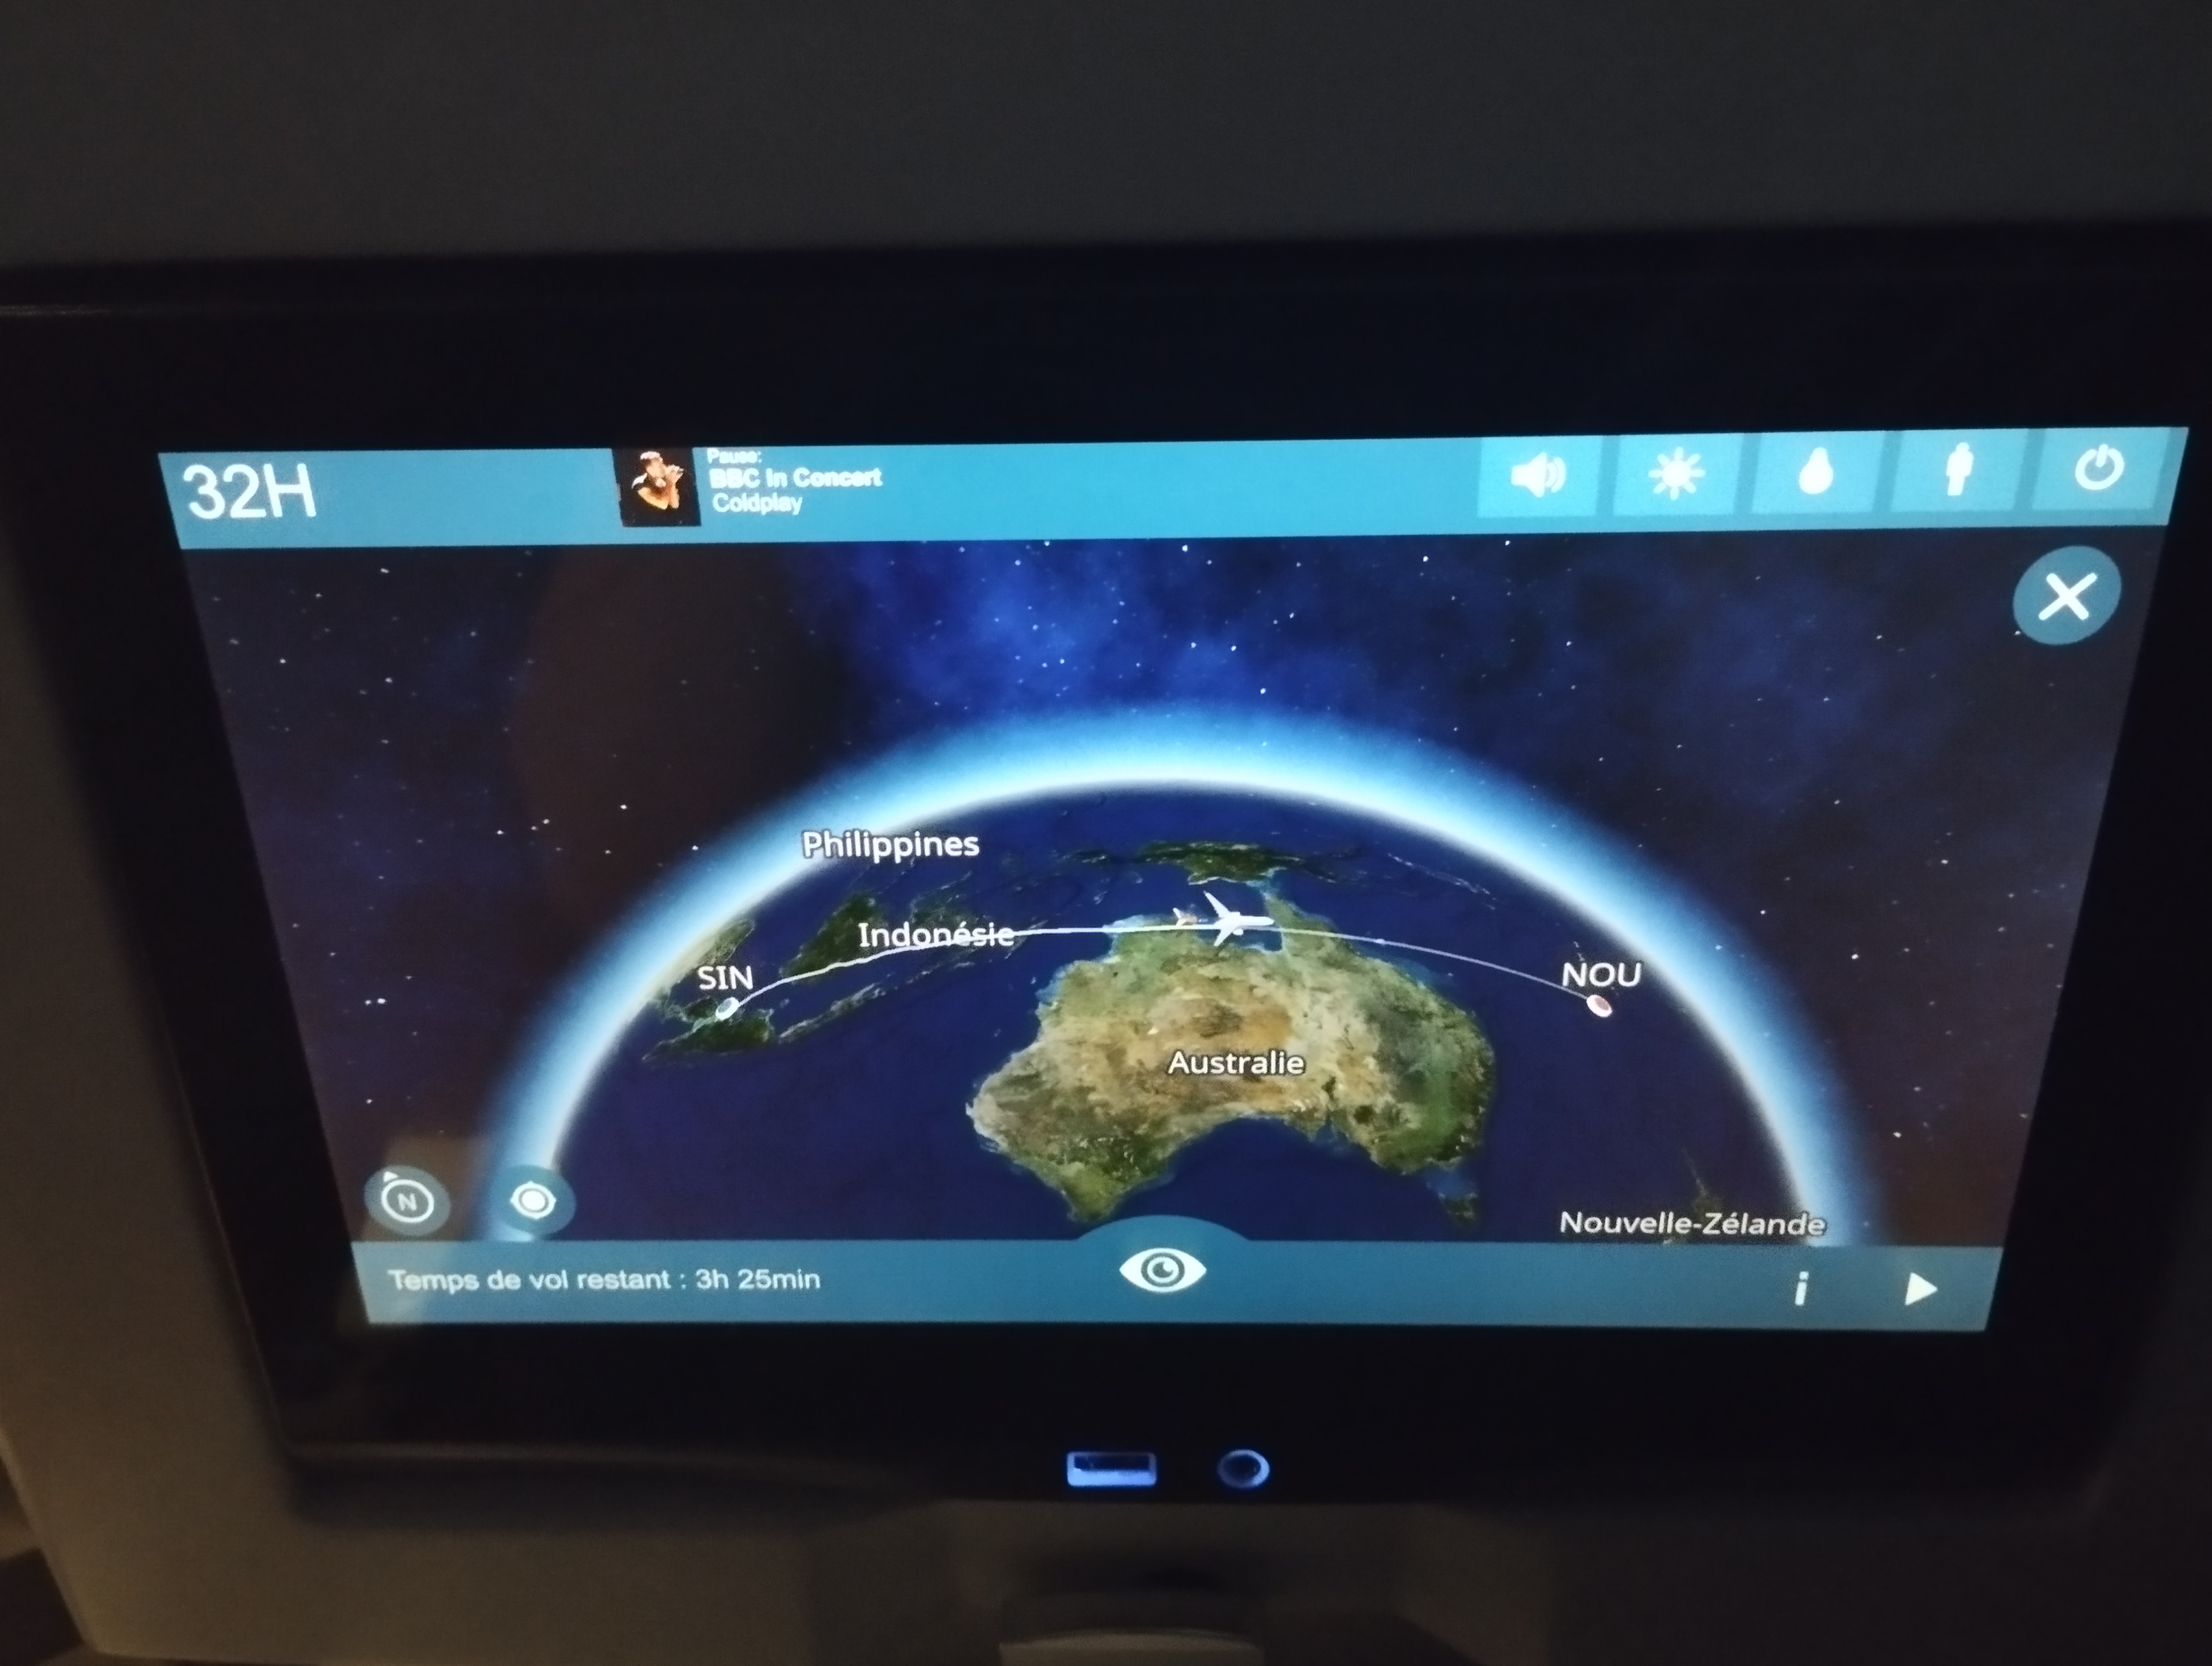 32H
Pause:
BBC In Concert
Coldplay
Philippines
Indonésie
SIN
NOU
Australie
Nouvelle-Zélande
N
Temps de vol restant : 3h 25min
i